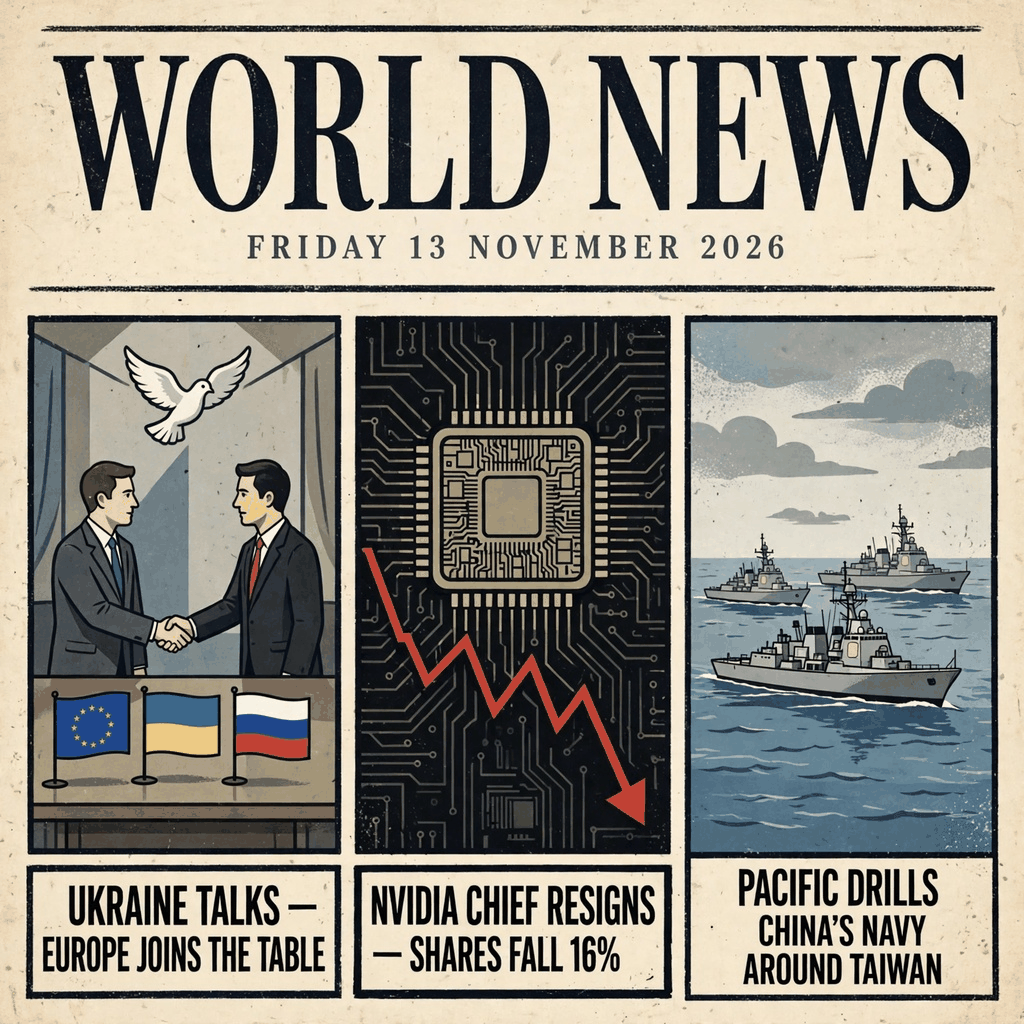 WORLD NEWS
FRIDAY 13 NOVEMBER 2026
UKRAINE TALKS —
EUROPE JOINS THE TABLE
NVIDIA CHIEF RESIGNS
— SHARES FALL 16%
PACIFIC DRILLS
CHINA'S NAVY
AROUND TAIWAN